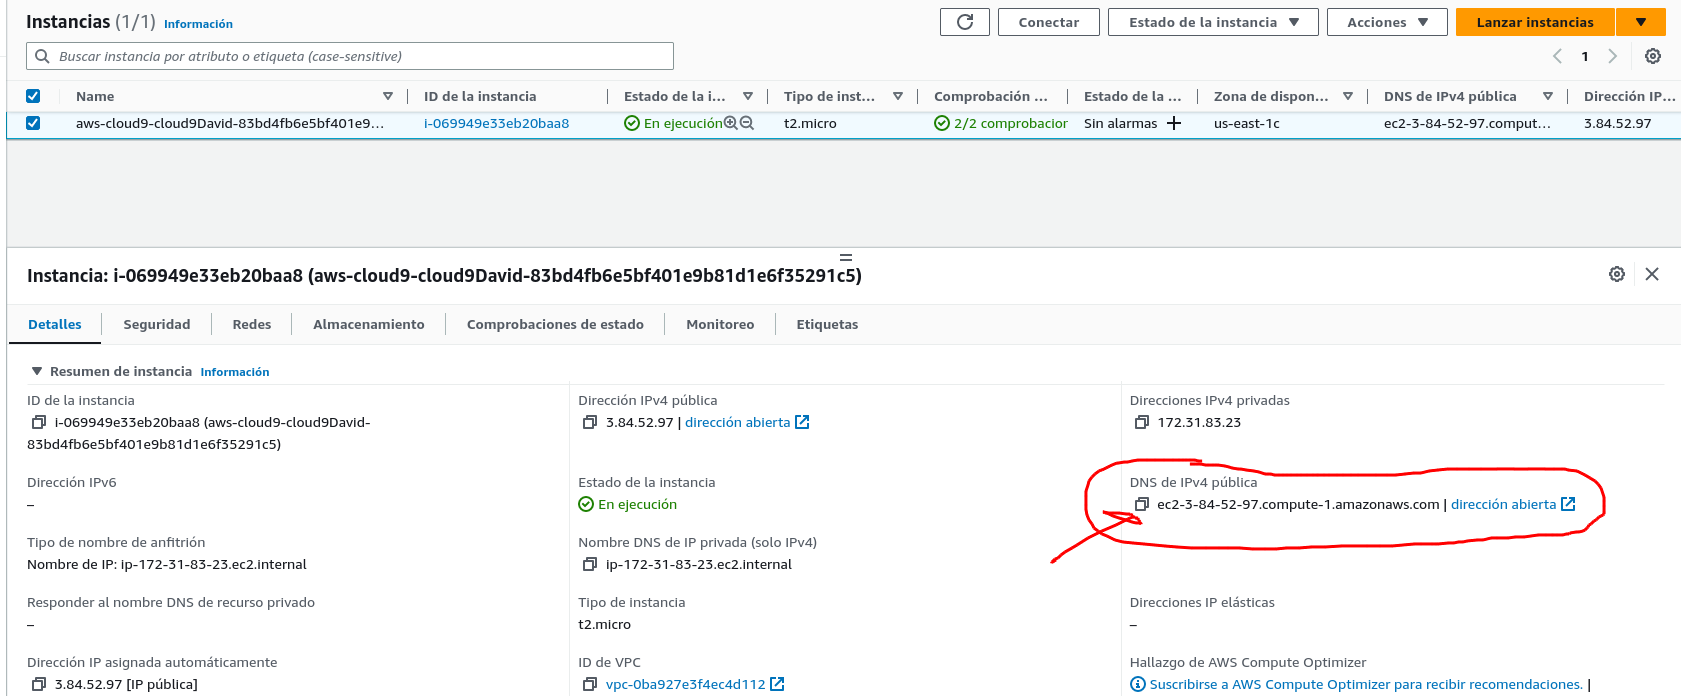 Instancias (1/1) Información
Conectar
Estado de la instancia
Acciones
Lanzar instancias
Buscar instancia por atributo o etiqueta (case-sensitive)
1
Name
ID de la instancia
Estado de la i...
Tipo de inst...
Comprobación ...
Estado de la ...
Zona de dispon...
DNS de IPv4 pública
Dirección IP...
aws-cloud9-cloud9David-83bd4fb6e5bf401e9...
i-069949e33eb20baa8
En ejecución
t2.micro
2/2 comprobacior
Sin alarmas
us-east-1c
ec2-3-84-52-97.comput...
3.84.52.97
Instancia: i-069949e33eb20baa8 (aws-cloud9-cloud9David-83bd4fb6e5bf401e9b81d1e6f35291c5)
Detalles
Seguridad
Redes
Almacenamiento
Comprobaciones de estado
Monitoreo
Etiquetas
Resumen de instancia Información
ID de la instancia
i-069949e33eb20baa8 (aws-cloud9-cloud9David-
83bd4fb6e5bf401e9b81d1e6f35291c5)
Dirección IPv4 pública
3.84.52.97 | dirección abierta
Direcciones IPv4 privadas
172.31.83.23
Dirección IPv6
–
Estado de la instancia
En ejecución
DNS de IPv4 pública
ec2-3-84-52-97.compute-1.amazonaws.com | dirección abierta
Tipo de nombre de anfitrión
Nombre de IP: ip-172-31-83-23.ec2.internal
Nombre DNS de IP privada (solo IPv4)
ip-172-31-83-23.ec2.internal
Responder al nombre DNS de recurso privado
–
Tipo de instancia
t2.micro
Direcciones IP elásticas
–
Dirección IP asignada automáticamente
3.84.52.97 [IP pública]
ID de VPC
vpc-0ba927e3f4ec4d112
Hallazgo de AWS Compute Optimizer
Suscribirse a AWS Compute Optimizer para recibir recomendaciones. |